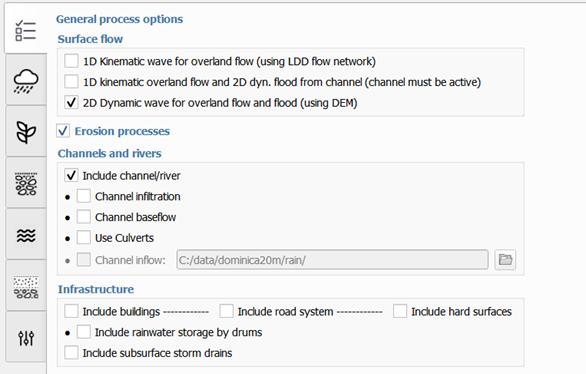 General process options
Surface flow
1D Kinematic wave for overland flow (using LDD flow network)
1D kinematic overland flow and 2D dyn. flood from channel (channel must be active)
2D Dynamic wave for overland flow and flood (using DEM)
Erosion processes
Channels and rivers
Include channel/river
Channel infiltration
Channel baseflow
Use Culverts
Channel inflow: C:/data/dominica20m/rain/
Infrastructure
Include buildings ------------ Include road system ------------ Include hard surfaces
Include rainwater storage by drums
Include subsurface storm drains